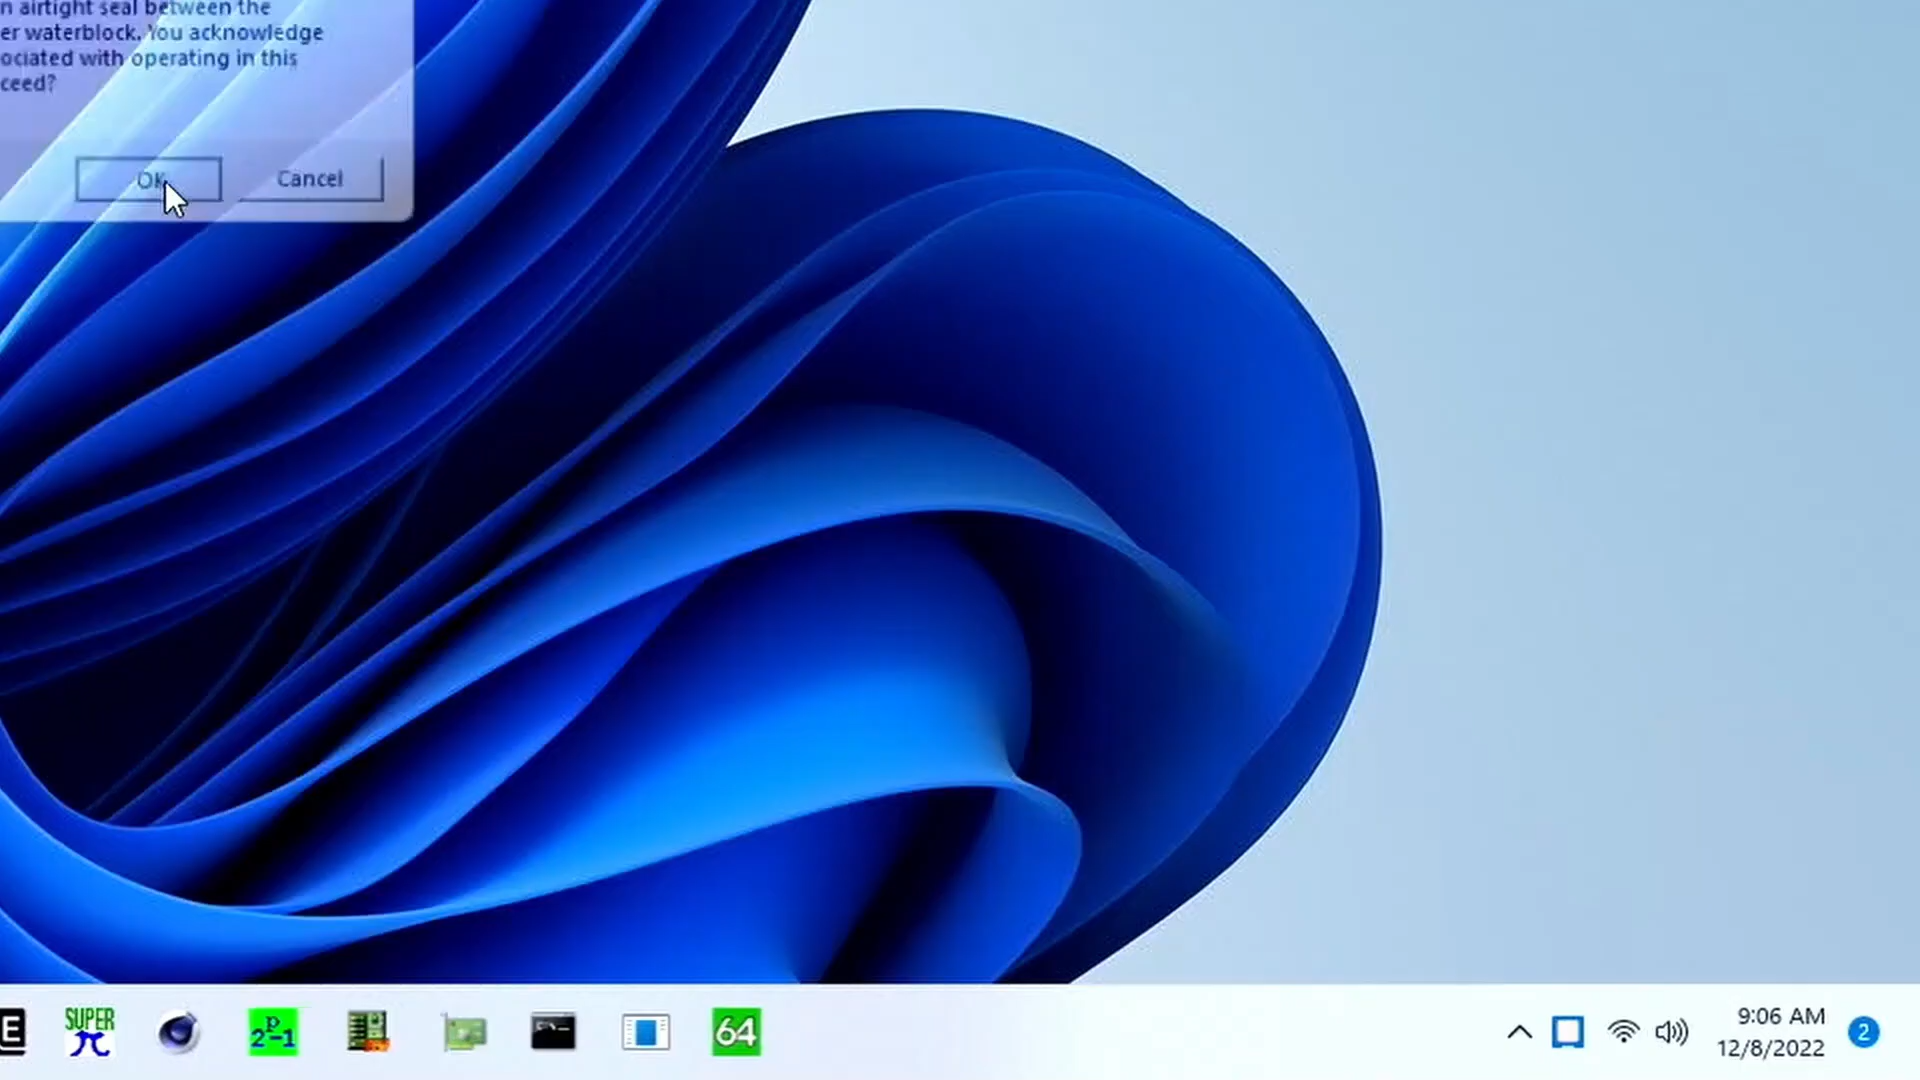 n airtight seal between the
er waterblock. You acknowledge
ociated with operating in this
ceed?
OK
Cancel
E
SUPER
π
2ᵖ-1
64
9:06 AM
12/8/2022
2